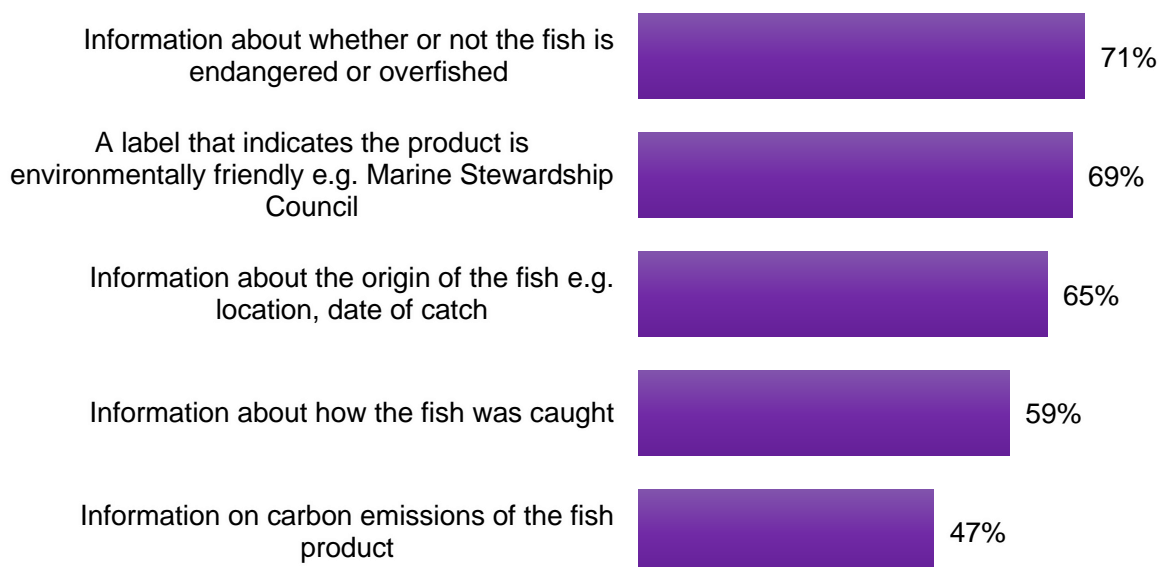 Information about whether or not the fish is
endangered or overfished
71%
A label that indicates the product is
environmentally friendly e.g. Marine Stewardship
Council
69%
Information about the origin of the fish e.g.
location, date of catch
65%
Information about how the fish was caught
59%
Information on carbon emissions of the fish
product
47%